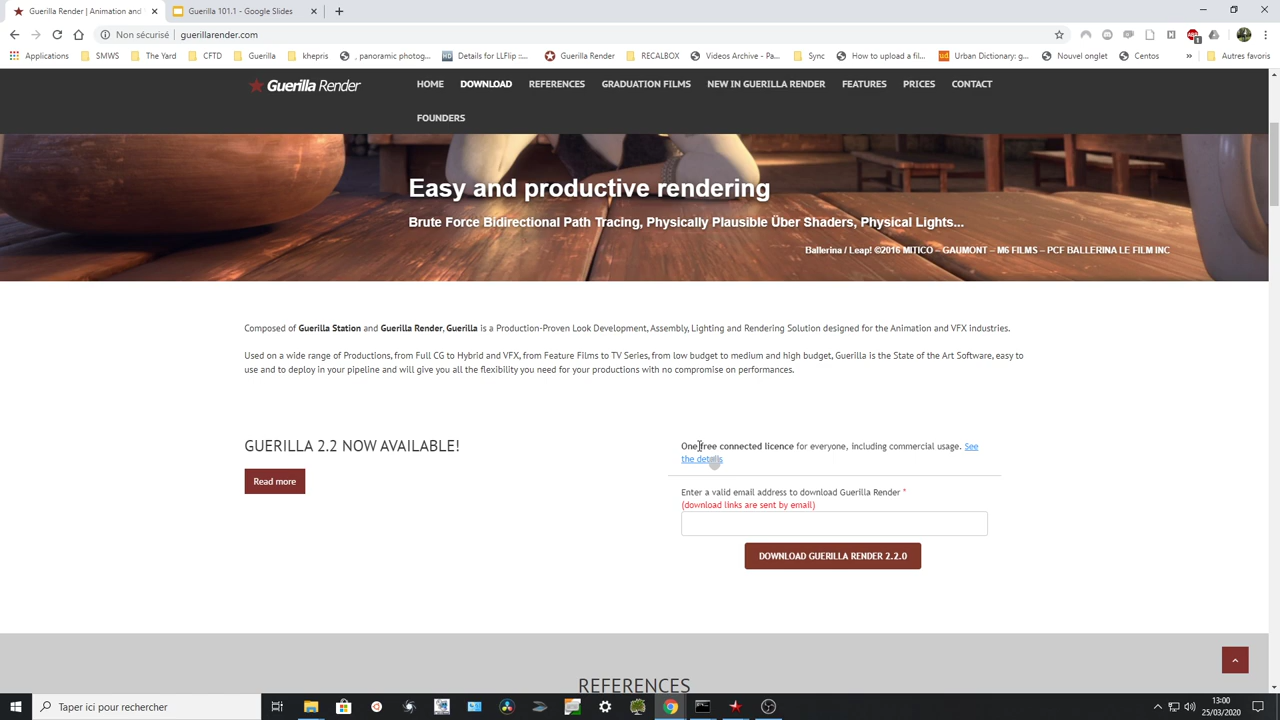 Guerilla Render | Animation and
Guerilla 101.1 - Google Slides
Non sécurisé | guerillarender.com
Applications
SMWS
The Yard
CFTD
Guerilla
khepris
, panoramic photog...
Details for LLFlip ::...
Guerilla Render
RECALBOX
Videos Archive - Pa...
Sync
How to upload a fil...
Urban Dictionary: g...
Nouvel onglet
Centos
»
Autres favoris
Guerilla Render
HOME
DOWNLOAD
REFERENCES
GRADUATION FILMS
NEW IN GUERILLA RENDER
FEATURES
PRICES
CONTACT
FOUNDERS
Easy and productive rendering
Brute Force Bidirectional Path Tracing, Physically Plausible Über Shaders, Physical Lights...
Ballerina / Leap! ©2016 MITICO – GAUMONT – M6 FILMS – PCF BALLERINA LE FILM INC
Composed of Guerilla Station and Guerilla Render, Guerilla is a Production-Proven Look Development, Assembly, Lighting and Rendering Solution designed for the Animation and VFX industries.
Used on a wide range of Productions, from Full CG to Hybrid and VFX, from Feature Films to TV Series, from low budget to medium and high budget, Guerilla is the State of the Art Software, easy to
use and to deploy in your pipeline and will give you all the flexibility you need for your productions with no compromise on performances.
GUERILLA 2.2 NOW AVAILABLE!
Read more
One free connected licence for everyone, including commercial usage. See
the details
Enter a valid email address to download Guerilla Render *
(download links are sent by email)
DOWNLOAD GUERILLA RENDER 2.2.0
REFERENCES
Taper ici pour rechercher
13:00
25/03/2020